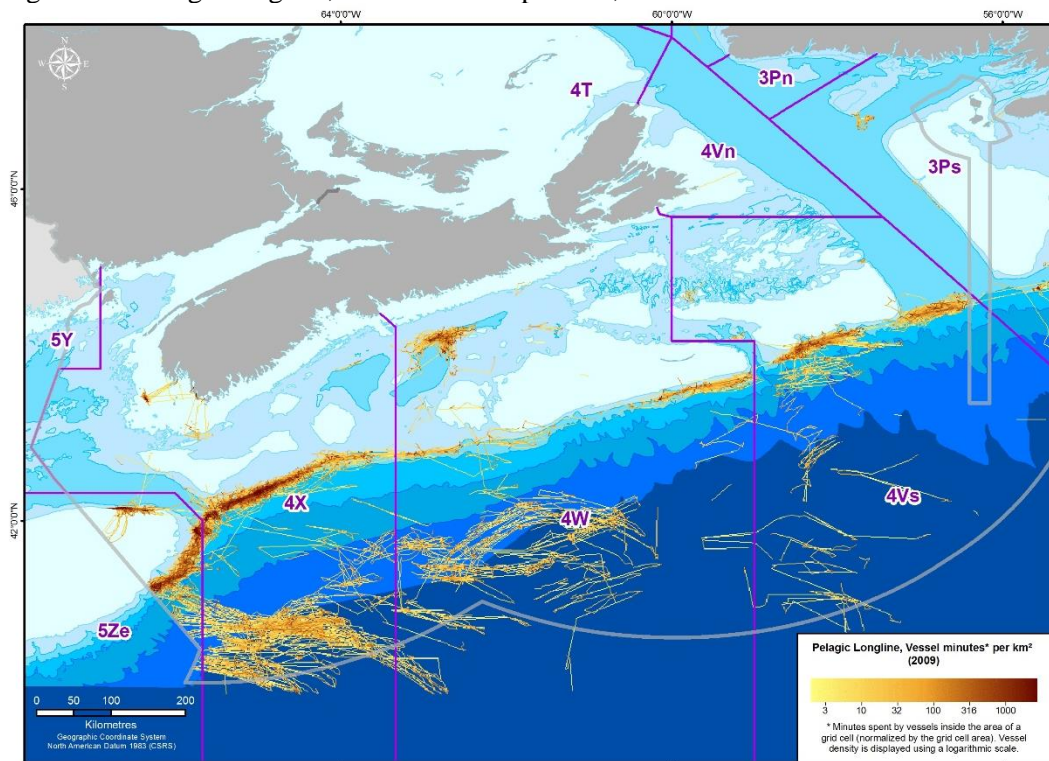 64°0'0"W
60°0'0"W
56°0'0"W
N
W E
S
4T
3Pn
4Vn
3Ps
46°0'0"N
5Y
4X
4W
4Vs
42°0'0"N
5Ze
0 50 100 200
Kilometres
Geographic Coordinate System
North American Datum 1983 (CSRS)
Pelagic Longline, Vessel minutes* per km²
(2009)
3 10 32 100 316 1000
* Minutes spent by vessels inside the area of a
grid cell (normalized by the grid cell area). Vessel
density is displayed using a logarithmic scale.